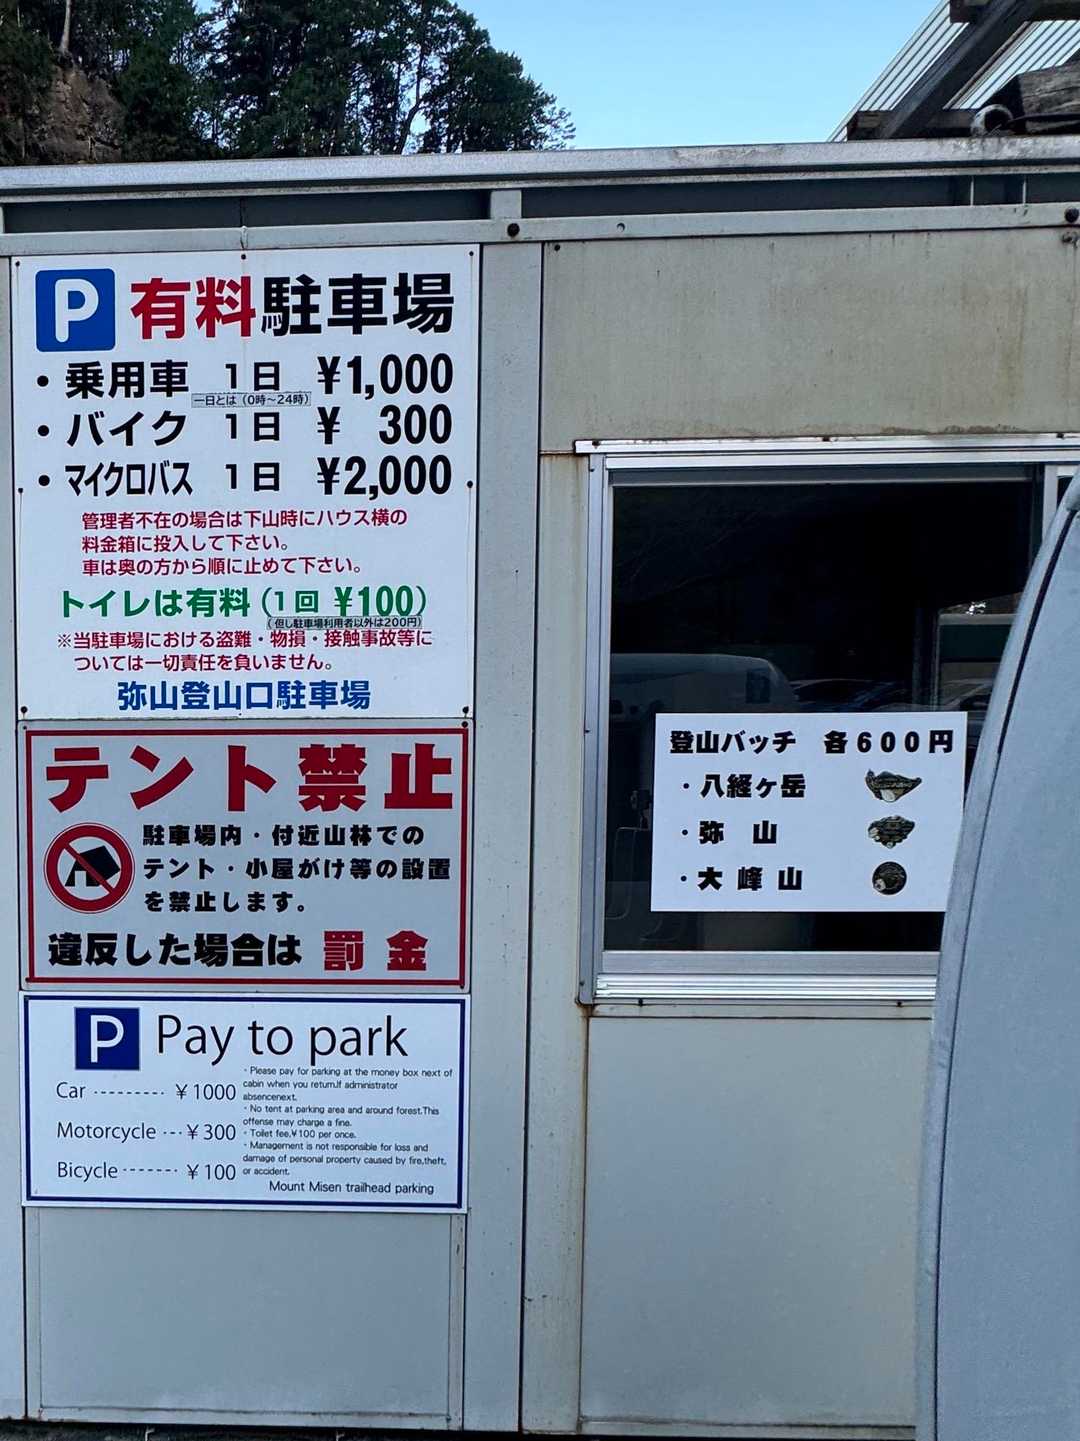 P 有料駐車場
・乗用車 1日 ¥1,000
一日とは（0時〜24時）
・バイク 1日 ¥ 300
・マイクロバス 1日 ¥2,000
管理者不在の場合は下山時にハウス横の
料金箱に投入して下さい。
車は奥の方から順に止めて下さい。
トイレは有料（1回 ¥100）
（但し駐車場利用者以外は200円）
※当駐車場における盗難・物損・接触事故等に
ついては一切責任を負いません。
弥山登山口駐車場
テント禁止
駐車場内・付近山林での
テント・小屋がけ等の設置
を禁止します。
違反した場合は 罰金
P Pay to park
Car --------- ¥1000
Motorcycle --- ¥300
Bicycle ------- ¥100
・Please pay for parking at the money box next of
cabin when you return.If administrator
absencenext.
・No tent at parking area and around forest.This
offense may charge a fine.
・Toilet fee,¥100 per once.
・Management is not responsible for loss and
damage of personal property caused by fire,theft,
or accident.
Mount Misen trailhead parking
登山バッチ 各600円
・八経ヶ岳
・弥 山
・大 峰 山